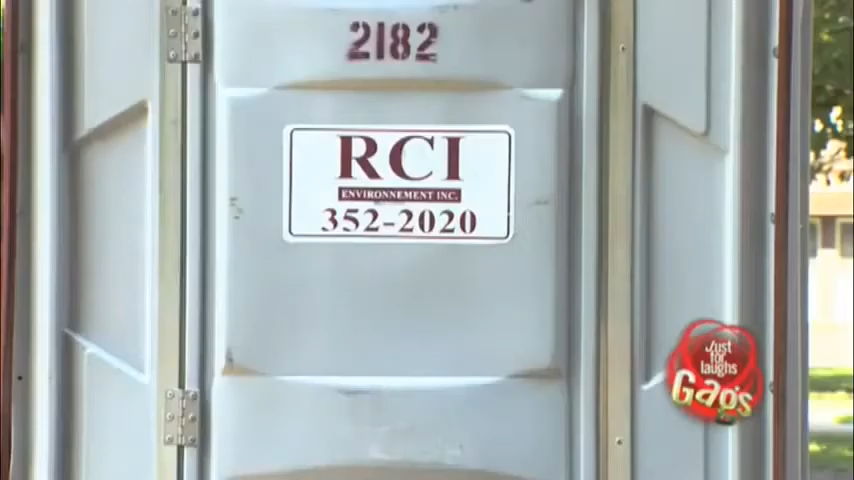 2182
RCI
ENVIRONNEMENT INC.
352-2020
Just
for
laughs
Gags